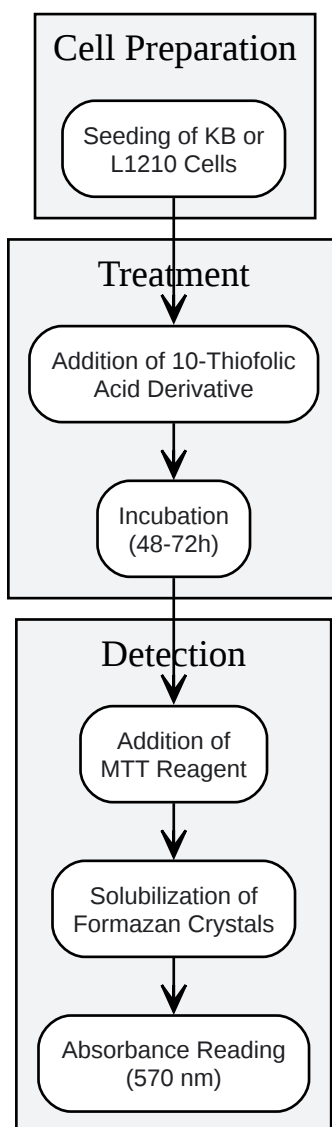 Cell Preparation
Seeding of KB or
L1210 Cells
Treatment
Addition of 10-Thiofolic
Acid Derivative
Incubation
(48-72h)
Detection
Addition of
MTT Reagent
Solubilization of
Formazan Crystals
Absorbance Reading
(570 nm)